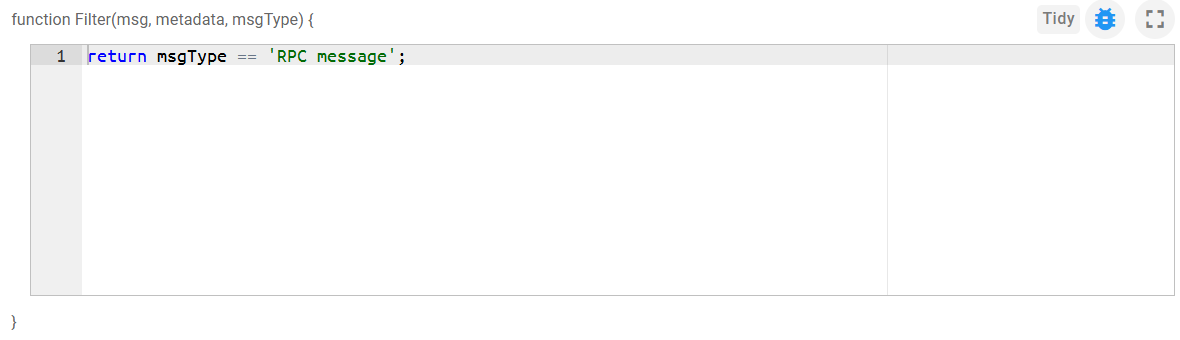 function Filter(msg, metadata, msgType) {
Tidy
1 return msgType == 'RPC message';
}